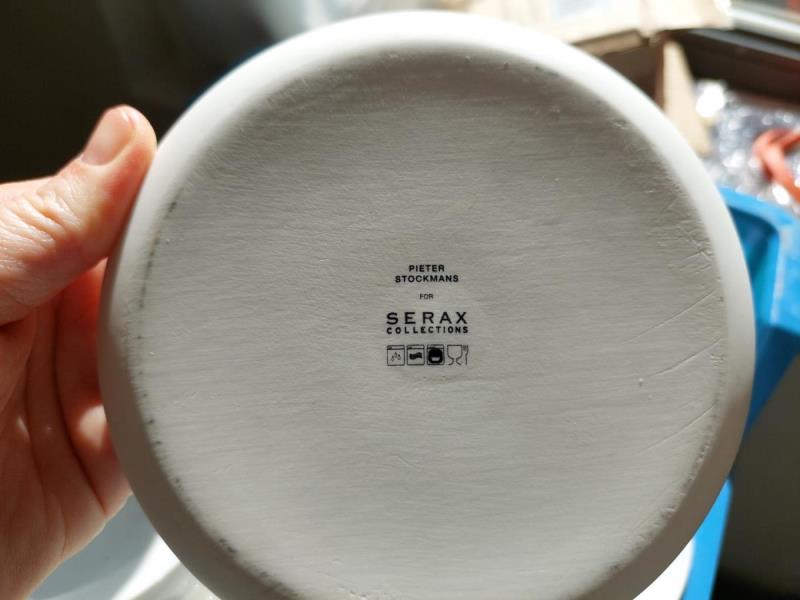 PIETER
STOCKMANS
FOR
SERAX
COLLECTIONS